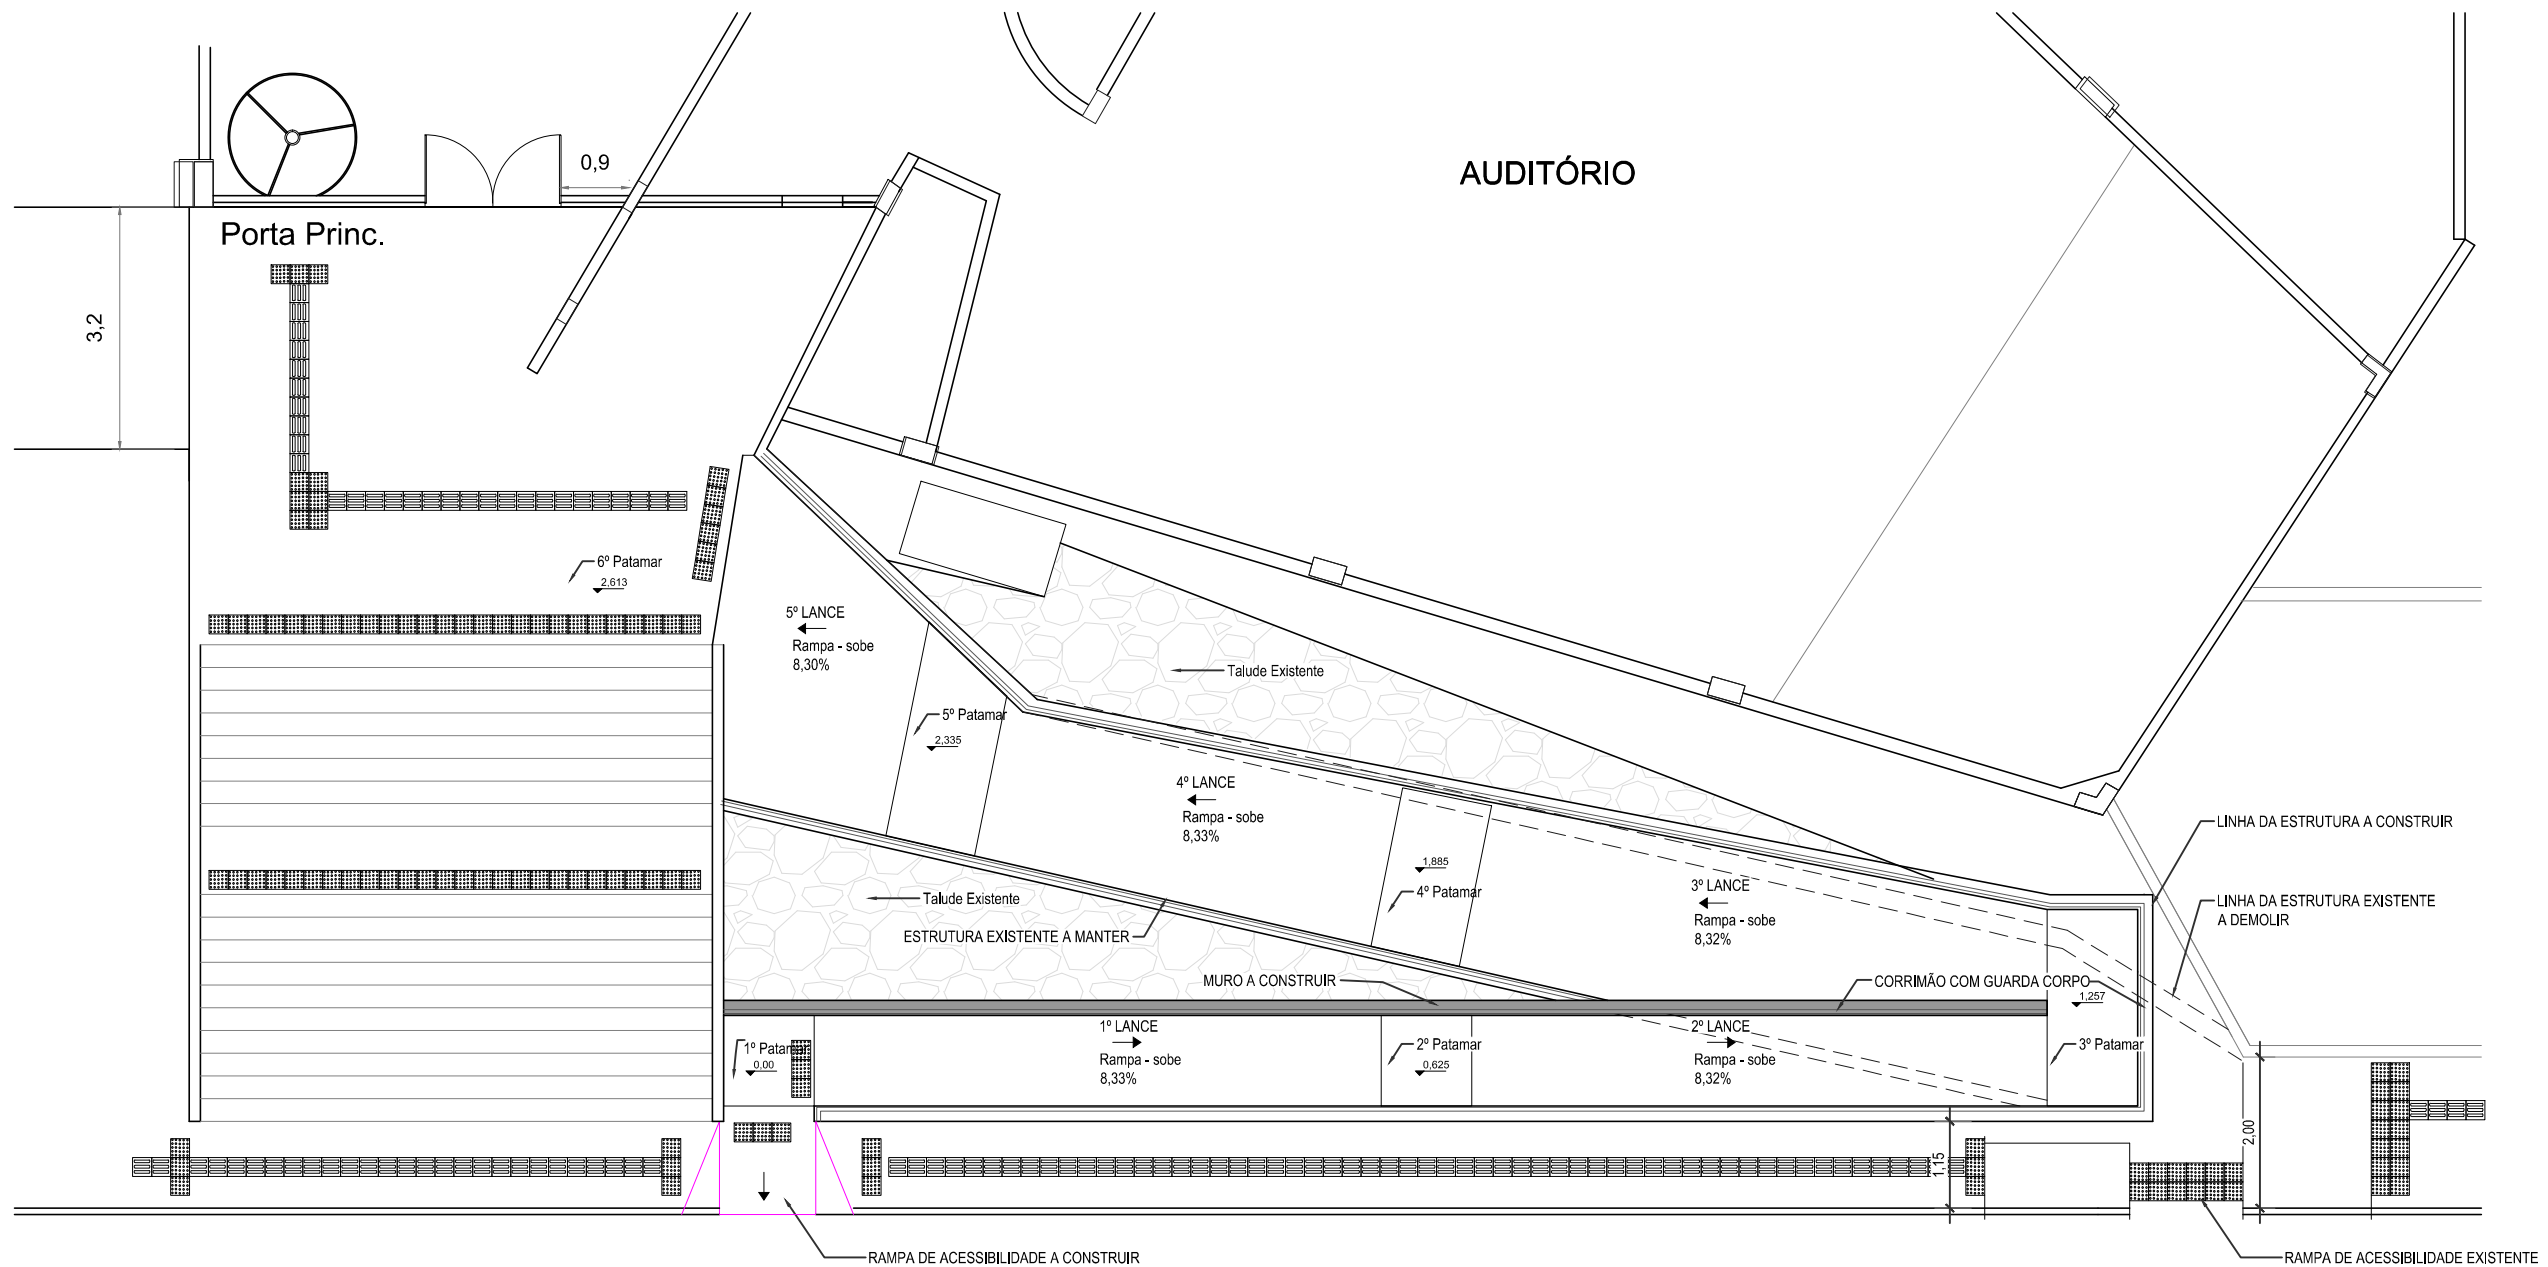 AUDITÓRIO
0,9
Porta Princ.
3,2
6º Patamar
2,613
5º LANCE
Rampa - sobe
8,30%
Talude Existente
5º Patamar
2,335
4º LANCE
Rampa - sobe
8,33%
LINHA DA ESTRUTURA A CONSTRUIR
1,885
4º Patamar
3º LANCE
Rampa - sobe
8,32%
LINHA DA ESTRUTURA EXISTENTE
A DEMOLIR
Talude Existente
ESTRUTURA EXISTENTE A MANTER
MURO A CONSTRUIR
CORRIMÃO COM GUARDA CORPO
1,257
1º Patamar
0,00
1º LANCE
Rampa - sobe
8,33%
2º Patamar
0,625
2º LANCE
Rampa - sobe
8,32%
3º Patamar
2,00
1,15
RAMPA DE ACESSIBILIDADE A CONSTRUIR
RAMPA DE ACESSIBILIDADE EXISTENTE